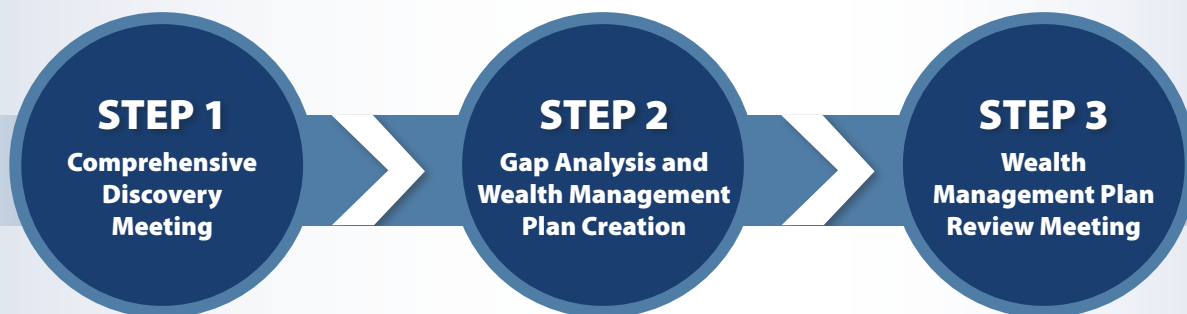 STEP 1
Comprehensive
Discovery
Meeting
STEP 2
Gap Analysis and
Wealth Management
Plan Creation
STEP 3
Wealth
Management Plan
Review Meeting